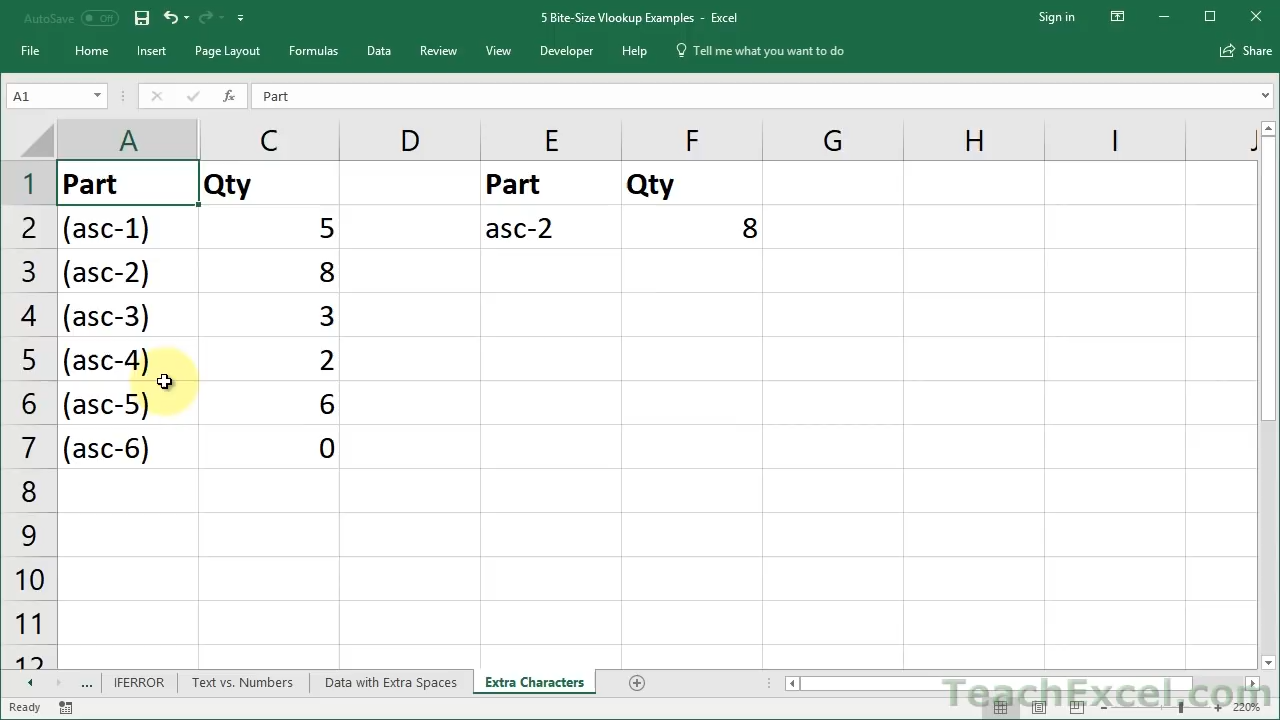 AutoSave Off 5 Bite-Size Vlookup Examples - Excel Sign in
File Home Insert Page Layout Formulas Data Review View Developer Help Tell me what you want to do Share
A1 fx Part
A C D E F G H I J
1 Part Qty Part Qty
2 (asc-1) 5 asc-2 8
3 (asc-2) 8
4 (asc-3) 3
5 (asc-4) 2
6 (asc-5) 6
7 (asc-6) 0
8
9
10
11
12
... IFERROR Text vs. Numbers Data with Extra Spaces Extra Characters
TeachExcel.com
Ready 220%